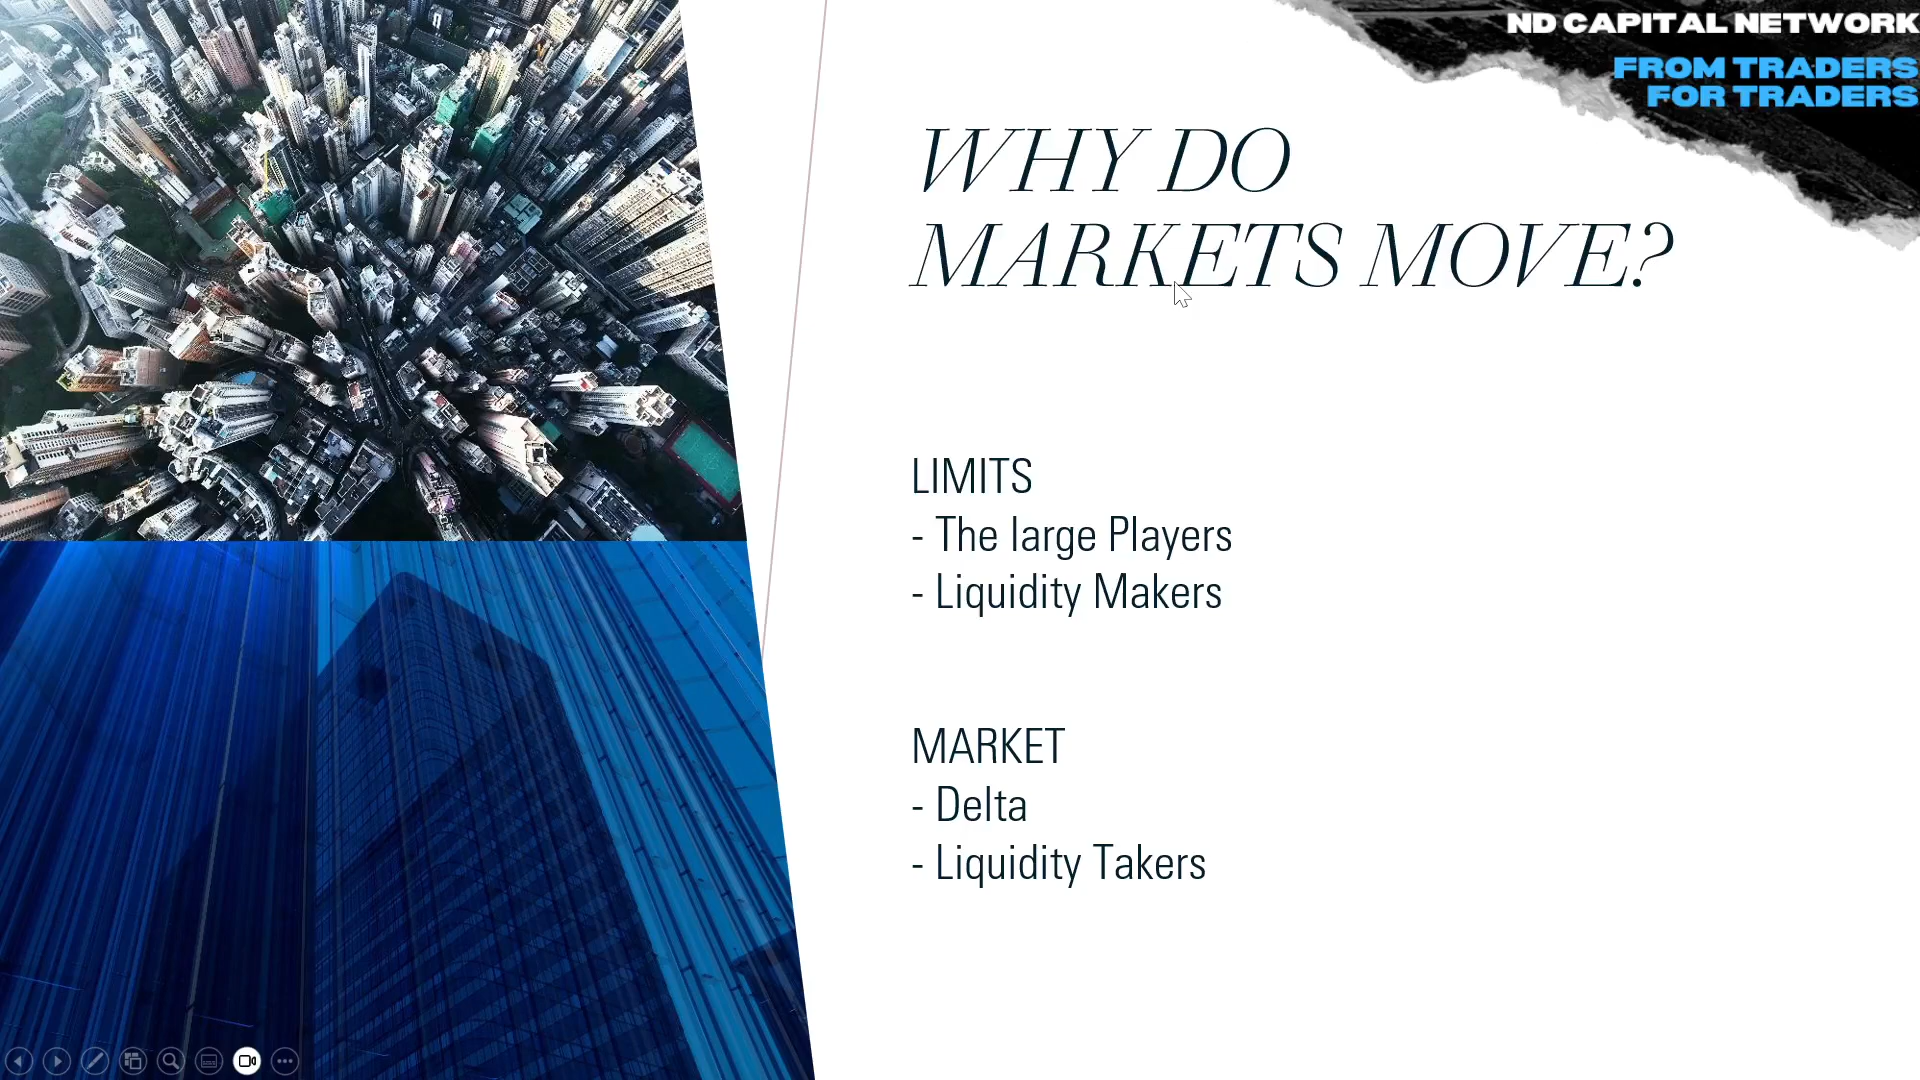 ND CAPITAL NETWORK
FROM TRADERS
FOR TRADERS
WHY DO
MARKETS MOVE?
LIMITS
- The large Players
- Liquidity Makers
MARKET
- Delta
- Liquidity Takers